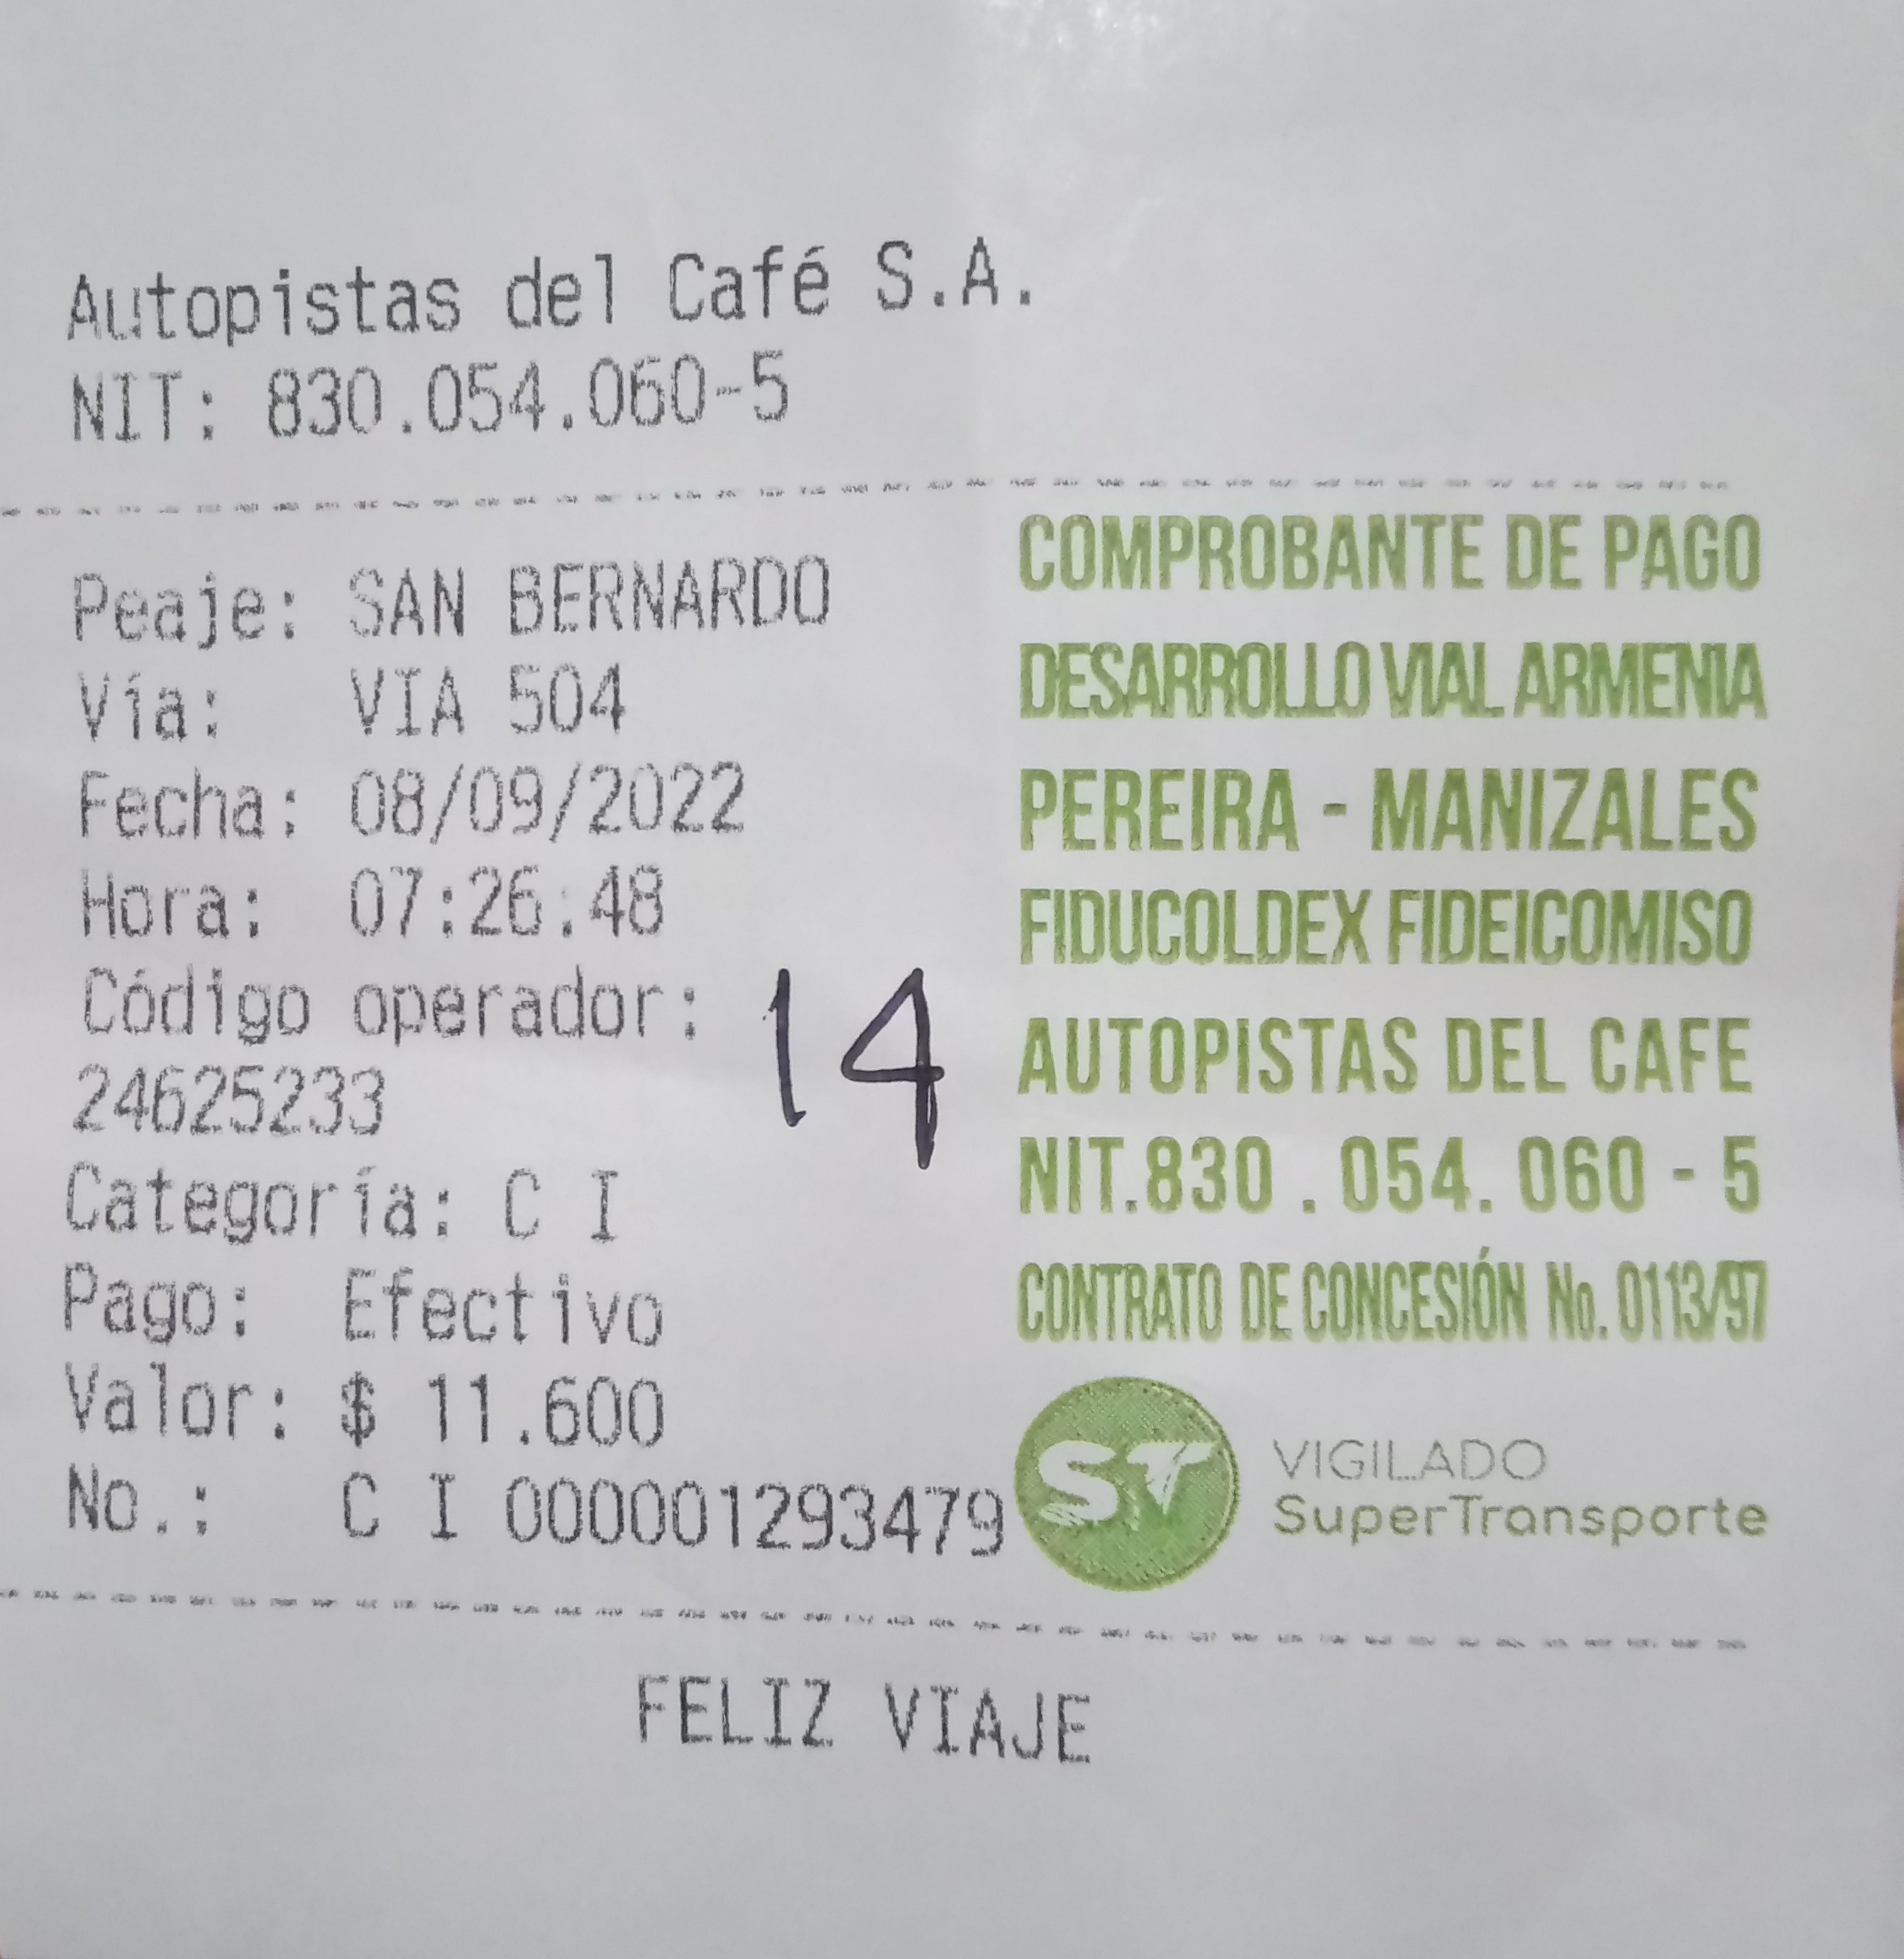 Autopistas del Café S.A.
NIT: 830.054.060-5
Peaje: SAN BERNARDO
Vía: VIA 504
Fecha: 08/09/2022
Hora: 07:26:48
Código operador:
24625233
Categoría: C I
Pago: Efectivo
Valor: $ 11.600
No.: C I 000001293479
14
COMPROBANTE DE PAGO
DESARROLLO VIAL ARMENIA
PEREIRA - MANIZALES
FIDUCOLDEX FIDEICOMISO
AUTOPISTAS DEL CAFE
NIT.830 . 054. 060 - 5
CONTRATO DE CONCESIÓN No. 0113/97
ST
VIGILADO
SuperTransporte
FELIZ VIAJE